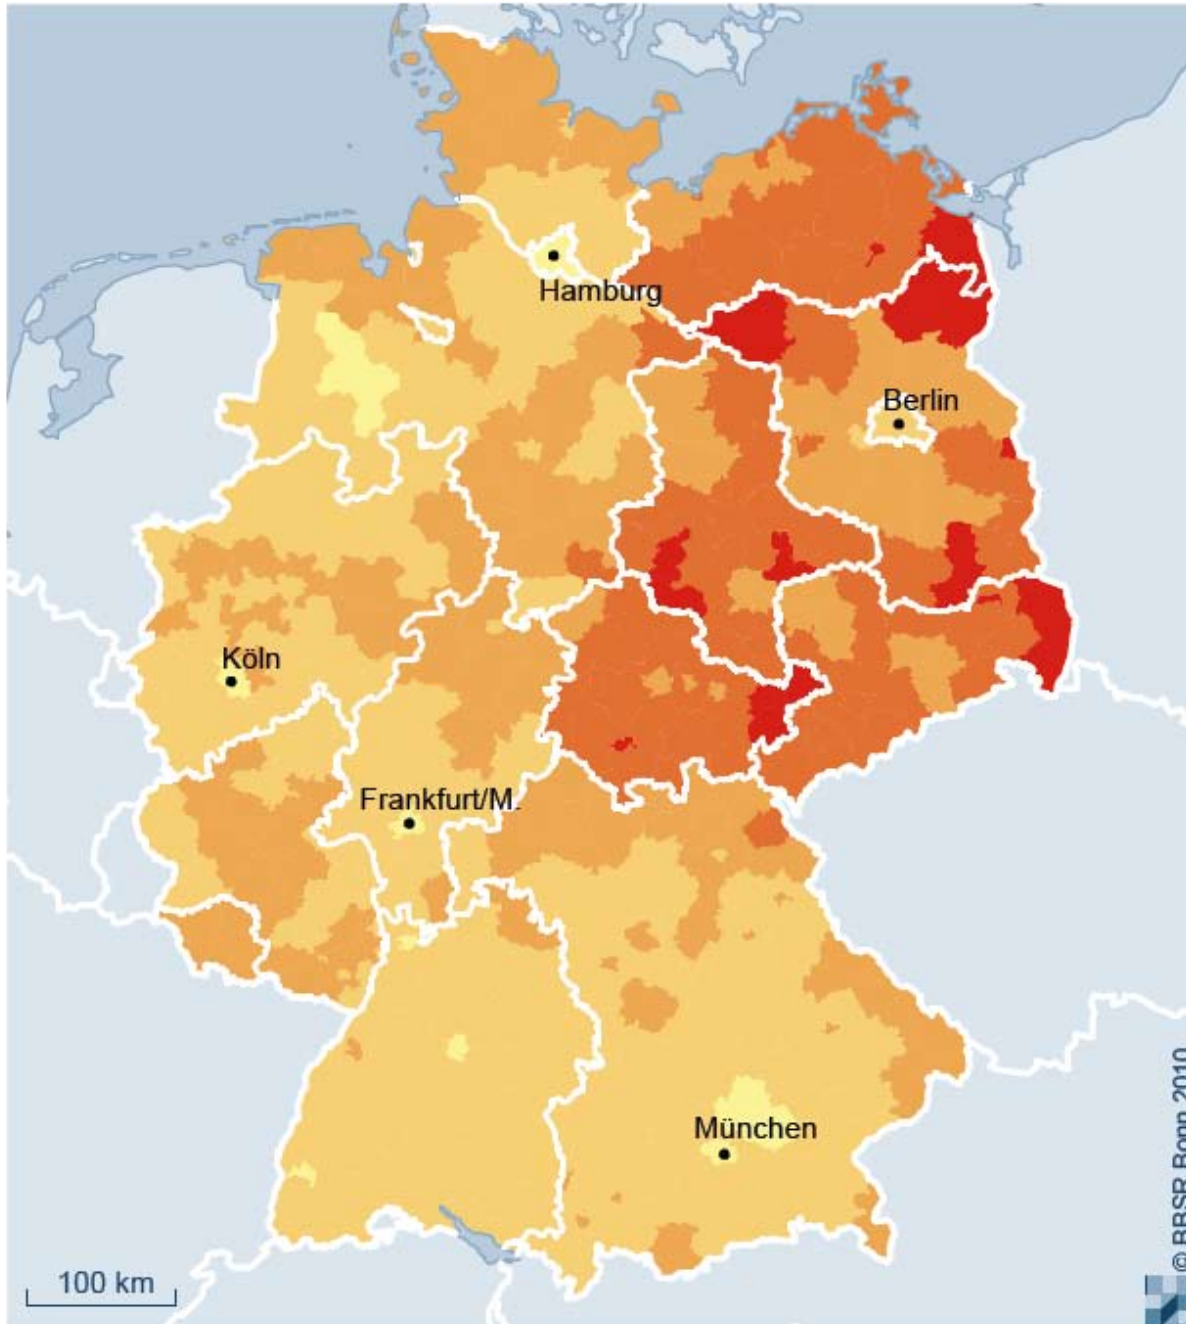 Hamburg
Berlin
Köln
Frankfurt/M.
München
100 km
© BBSR Bonn 2010